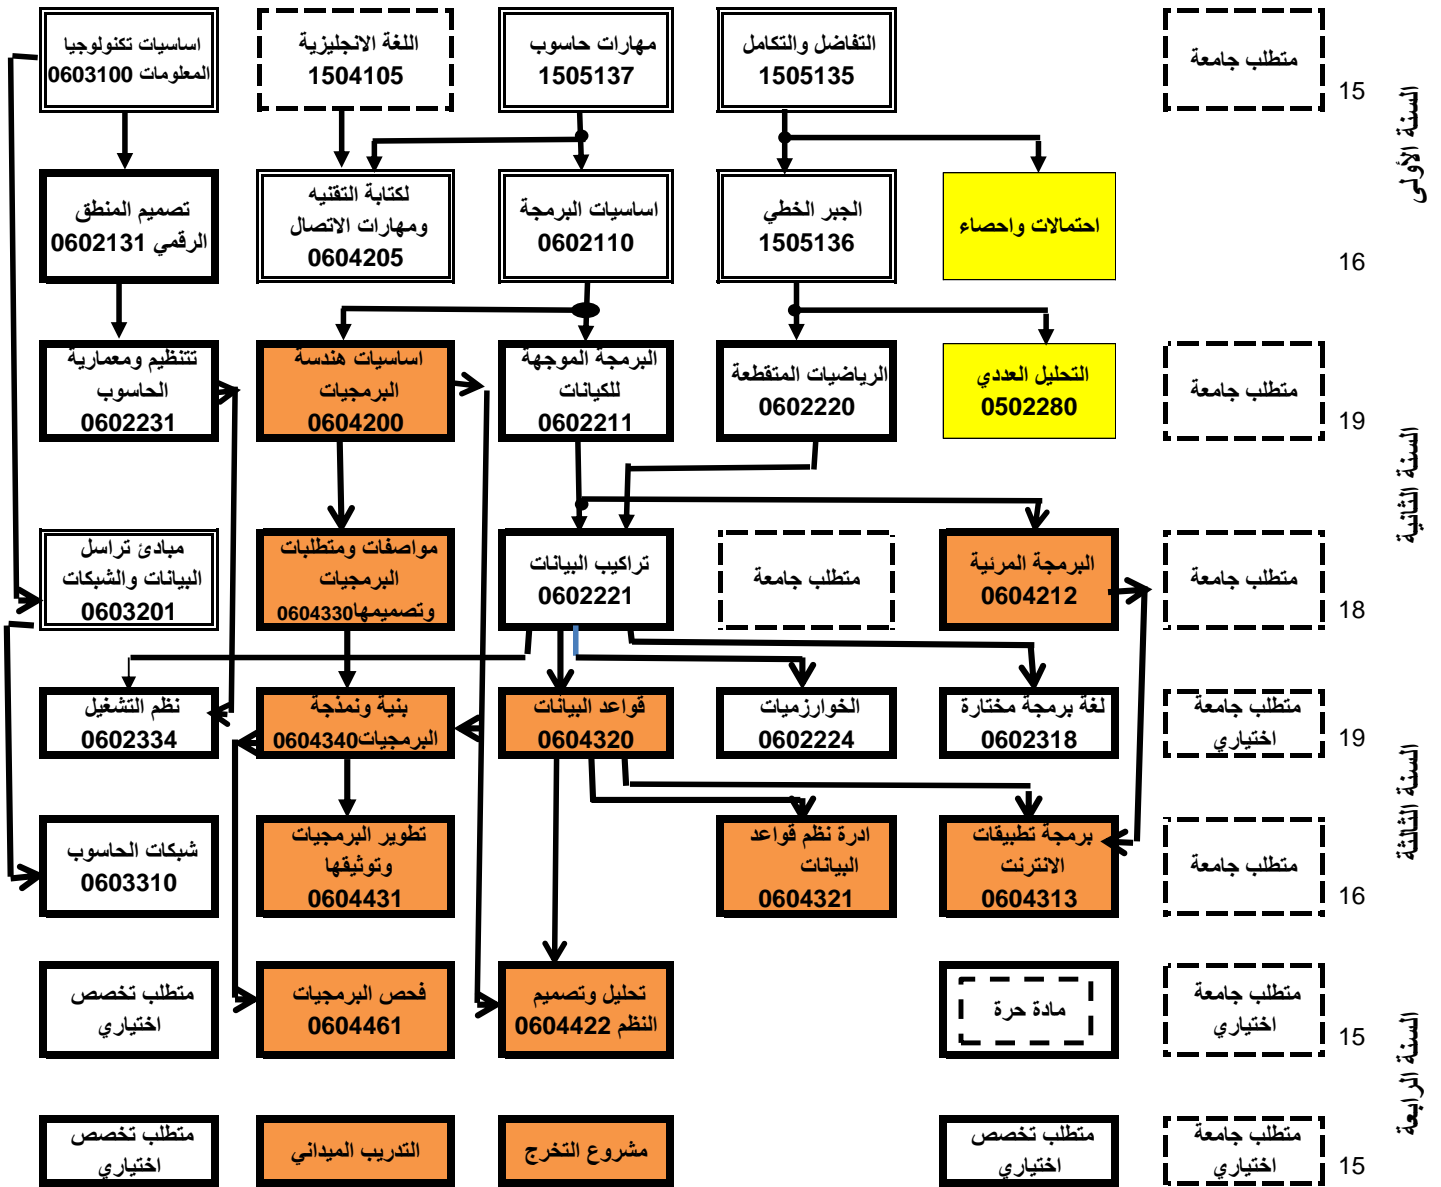 متطلب جامعة
التفاضل والتكامل
1505135
مهارات حاسوب
1505137
اللغة الانجليزية
1504105
اساسيات تكنولوجيا
المعلومات 0603100
15
السنة الأولى
احتمالات واحصاء
الجبر الخطي
1505136
اساسيات البرمجة
0602110
لكتابة التقنيه
ومهارات الاتصال
0604205
تصميم المنطق
الرقمي 0602131
16
متطلب جامعة
التحليل العددي
0502280
الرياضيات المتقطعة
0602220
البرمجة الموجهة
للكيانات
0602211
اساسيات هندسة
البرمجيات
0604200
تتنظيم ومعمارية
الحاسوب
0602231
19
السنة الثانية
متطلب جامعة
البرمجة المرئية
0604212
متطلب جامعة
تراكيب البيانات
0602221
مواصفات ومتطلبات
البرمجيات
وتصميمها0604330
مبادئ تراسل
البيانات والشبكات
0603201
18
متطلب جامعة
اختياري
لغة برمجة مختارة
0602318
الخوارزميات
0602224
قواعد البيانات
0604320
بنية ونمذجة
البرمجيات0604340
نظم التشغيل
0602334
19
السنة الثالثة
متطلب جامعة
برمجة تطبيقات
الانترنت
0604313
ادرة نظم قواعد
البيانات
0604321
تطوير البرمجيات
وتوثيقها
0604431
شبكات الحاسوب
0603310
16
متطلب جامعة
اختياري
مادة حرة
تحليل وتصميم
النظم 0604422
فحص البرمجيات
0604461
متطلب تخصص
اختياري
15
السنة الرابعة
متطلب جامعة
اختياري
متطلب تخصص
اختياري
مشروع التخرج
التدريب الميداني
متطلب تخصص
اختياري
15